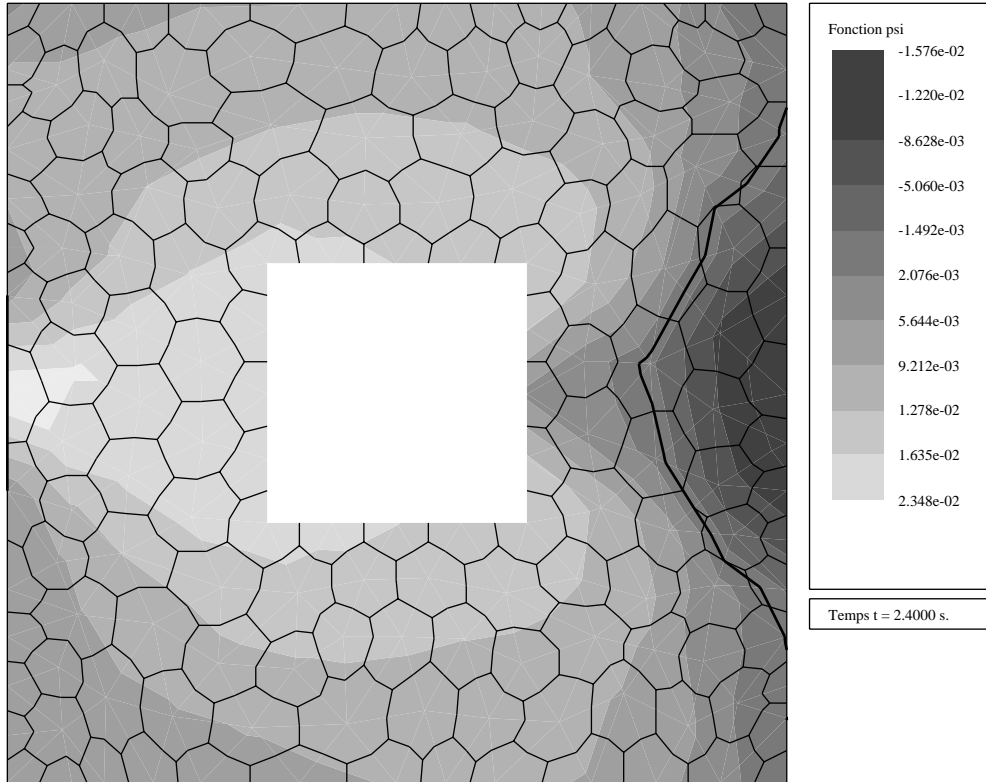 Fonction psi
-1.576e-02
-1.220e-02
-8.628e-03
-5.060e-03
-1.492e-03
2.076e-03
5.644e-03
9.212e-03
1.278e-02
1.635e-02
2.348e-02
Temps t = 2.4000 s.